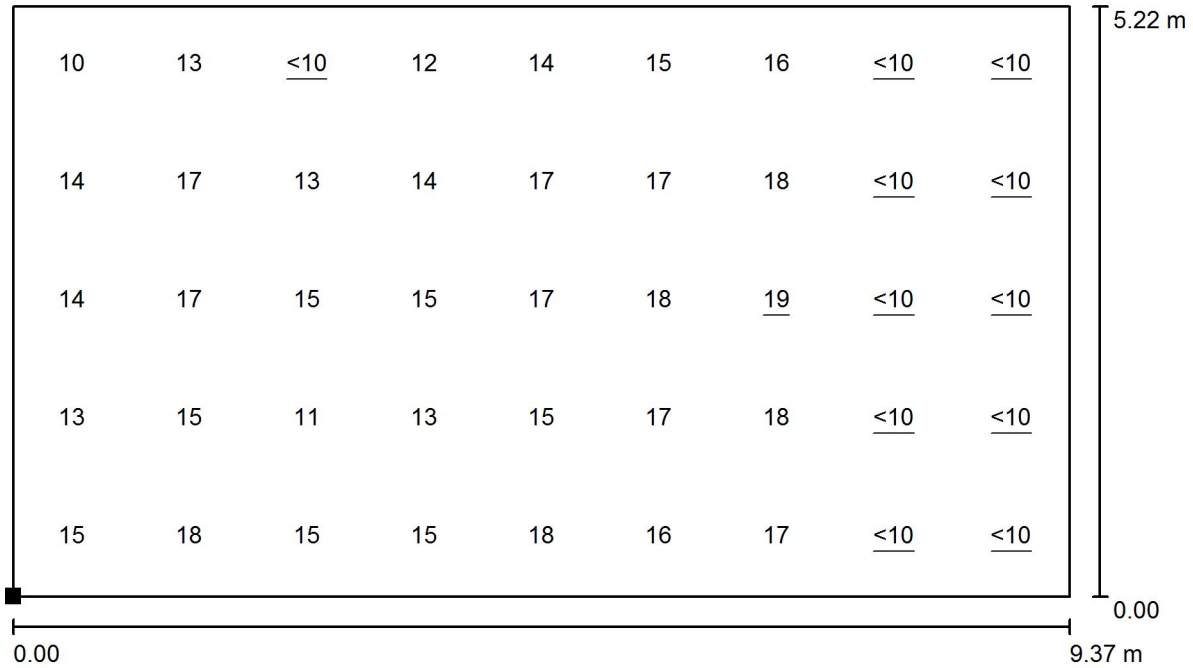 5.22 m
10 13 <10 12 14 15 16 <10 <10
14 17 13 14 17 17 18 <10 <10
14 17 15 15 17 18 19 <10 <10
13 15 11 13 15 17 18 <10 <10
15 18 15 15 18 16 17 <10 <10
0.00
0.00 9.37 m